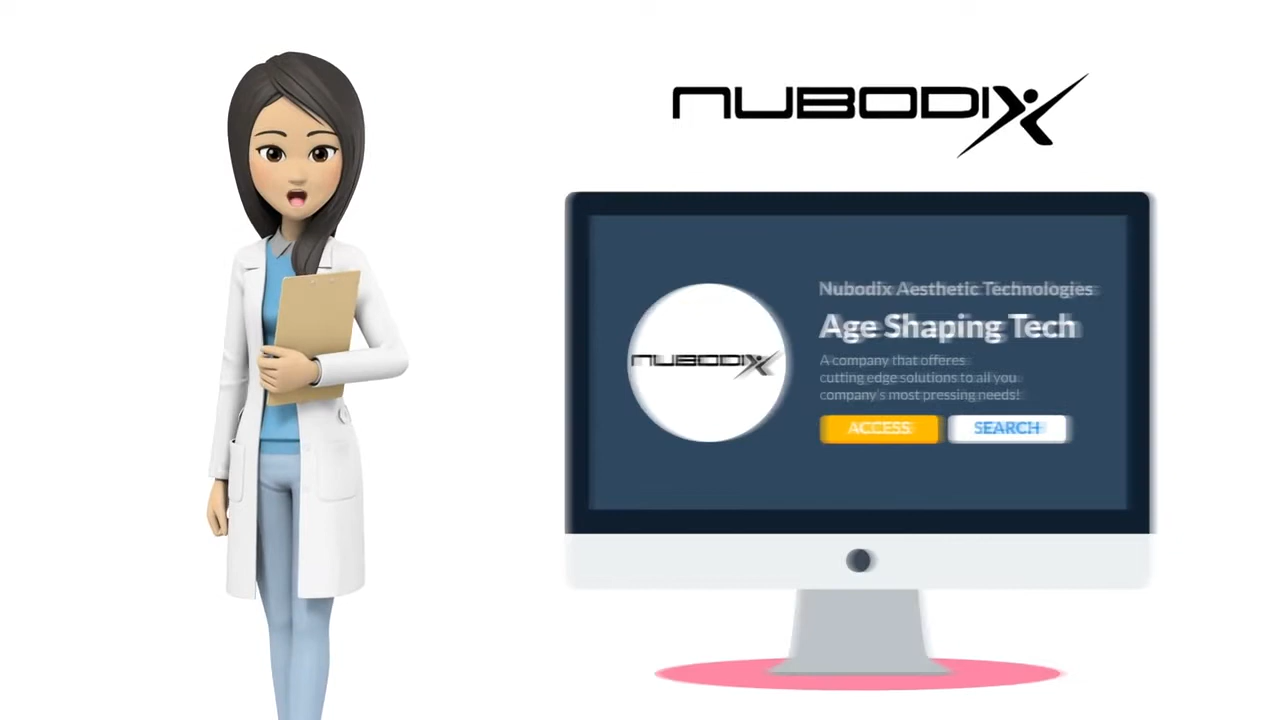 NUBODIX
NUBODIX
Nubodix Aesthetic Technologies
Age Shaping Tech
A company that offeres
cutting edge solutions to all you
company's most pressing needs!
ACCESS
SEARCH